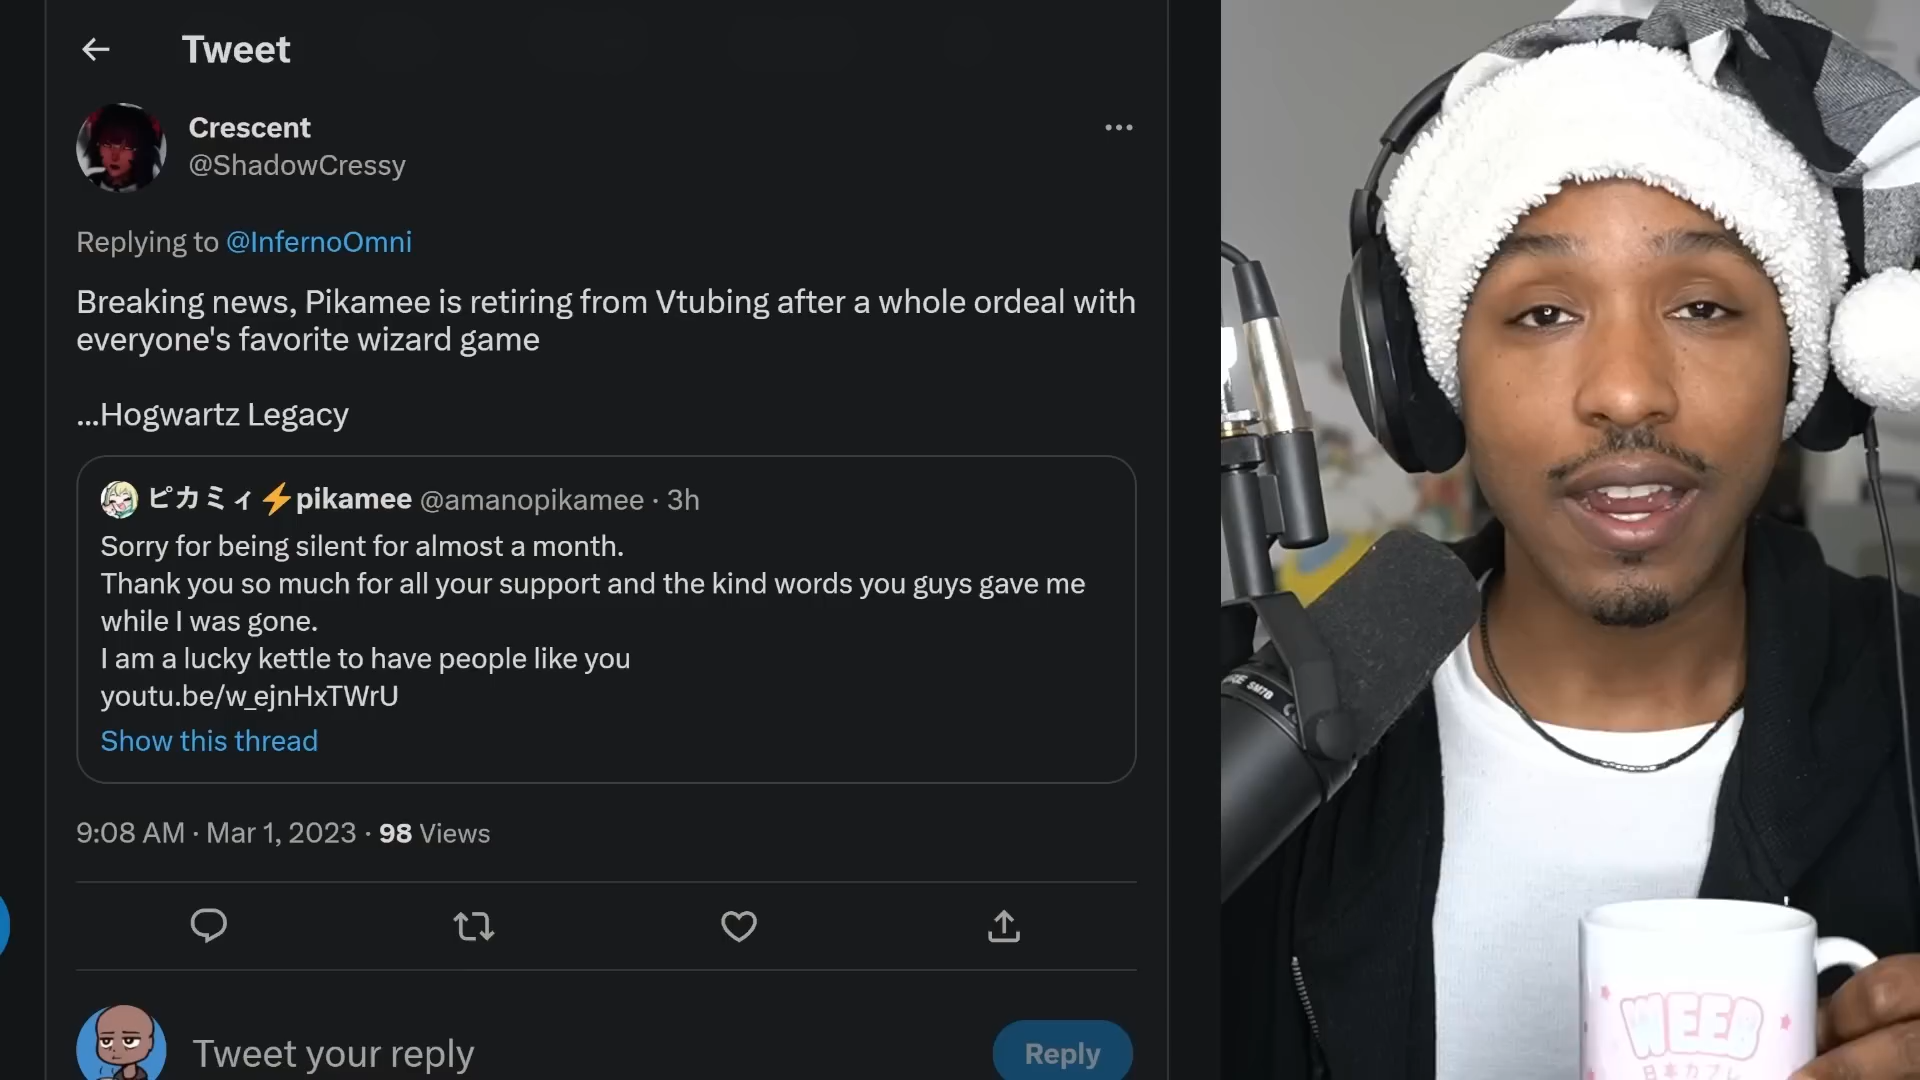 Tweet
Crescent
@ShadowCressy
Replying to @InfernoOmni
Breaking news, Pikamee is retiring from Vtubing after a whole ordeal with
everyone's favorite wizard game
...Hogwartz Legacy
ピカミィ⚡pikamee @amanopikamee · 3h
Sorry for being silent for almost a month.
Thank you so much for all your support and the kind words you guys gave me
while I was gone.
I am a lucky kettle to have people like you
youtu.be/w_ejnHxTWrU
Show this thread
9:08 AM · Mar 1, 2023 · 98 Views
Tweet your reply
Reply
SM7B
WEEB